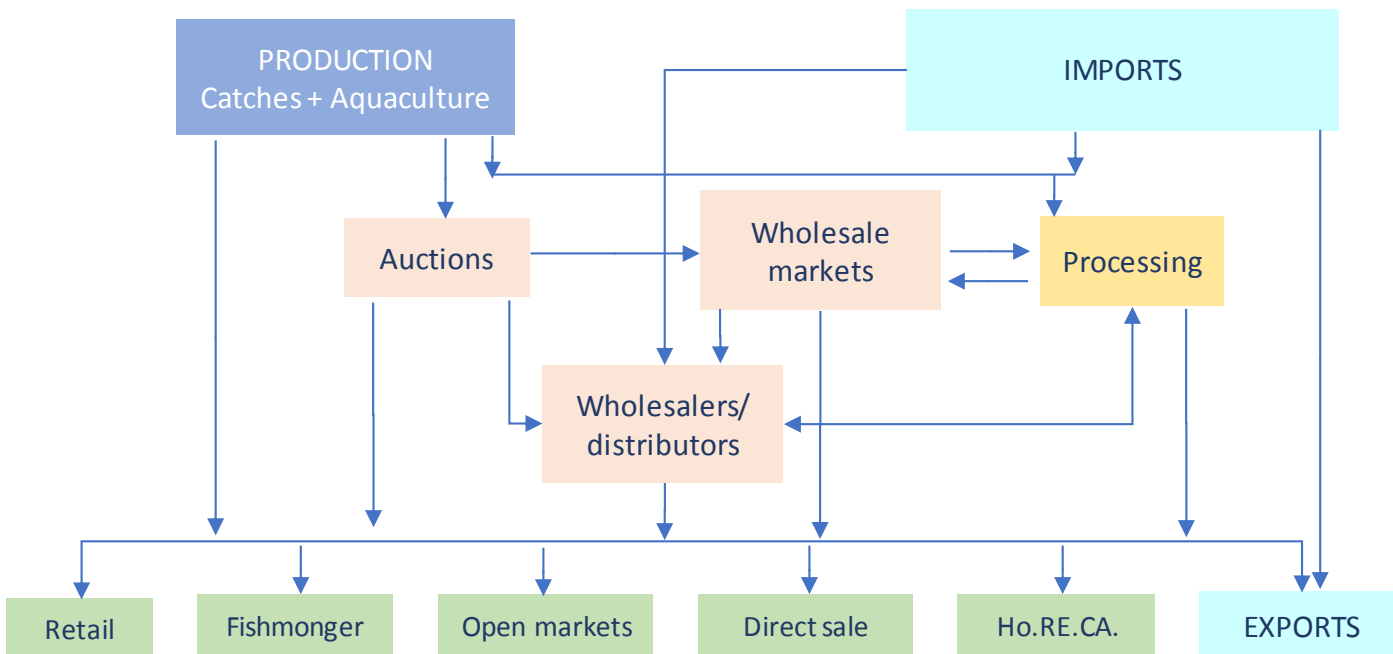 PRODUCTION
Catches + Aquaculture
IMPORTS
Auctions
Wholesale
markets
Processing
Wholesalers/
distributors
Retail
Fishmonger
Open markets
Direct sale
Ho.RE.CA.
EXPORTS